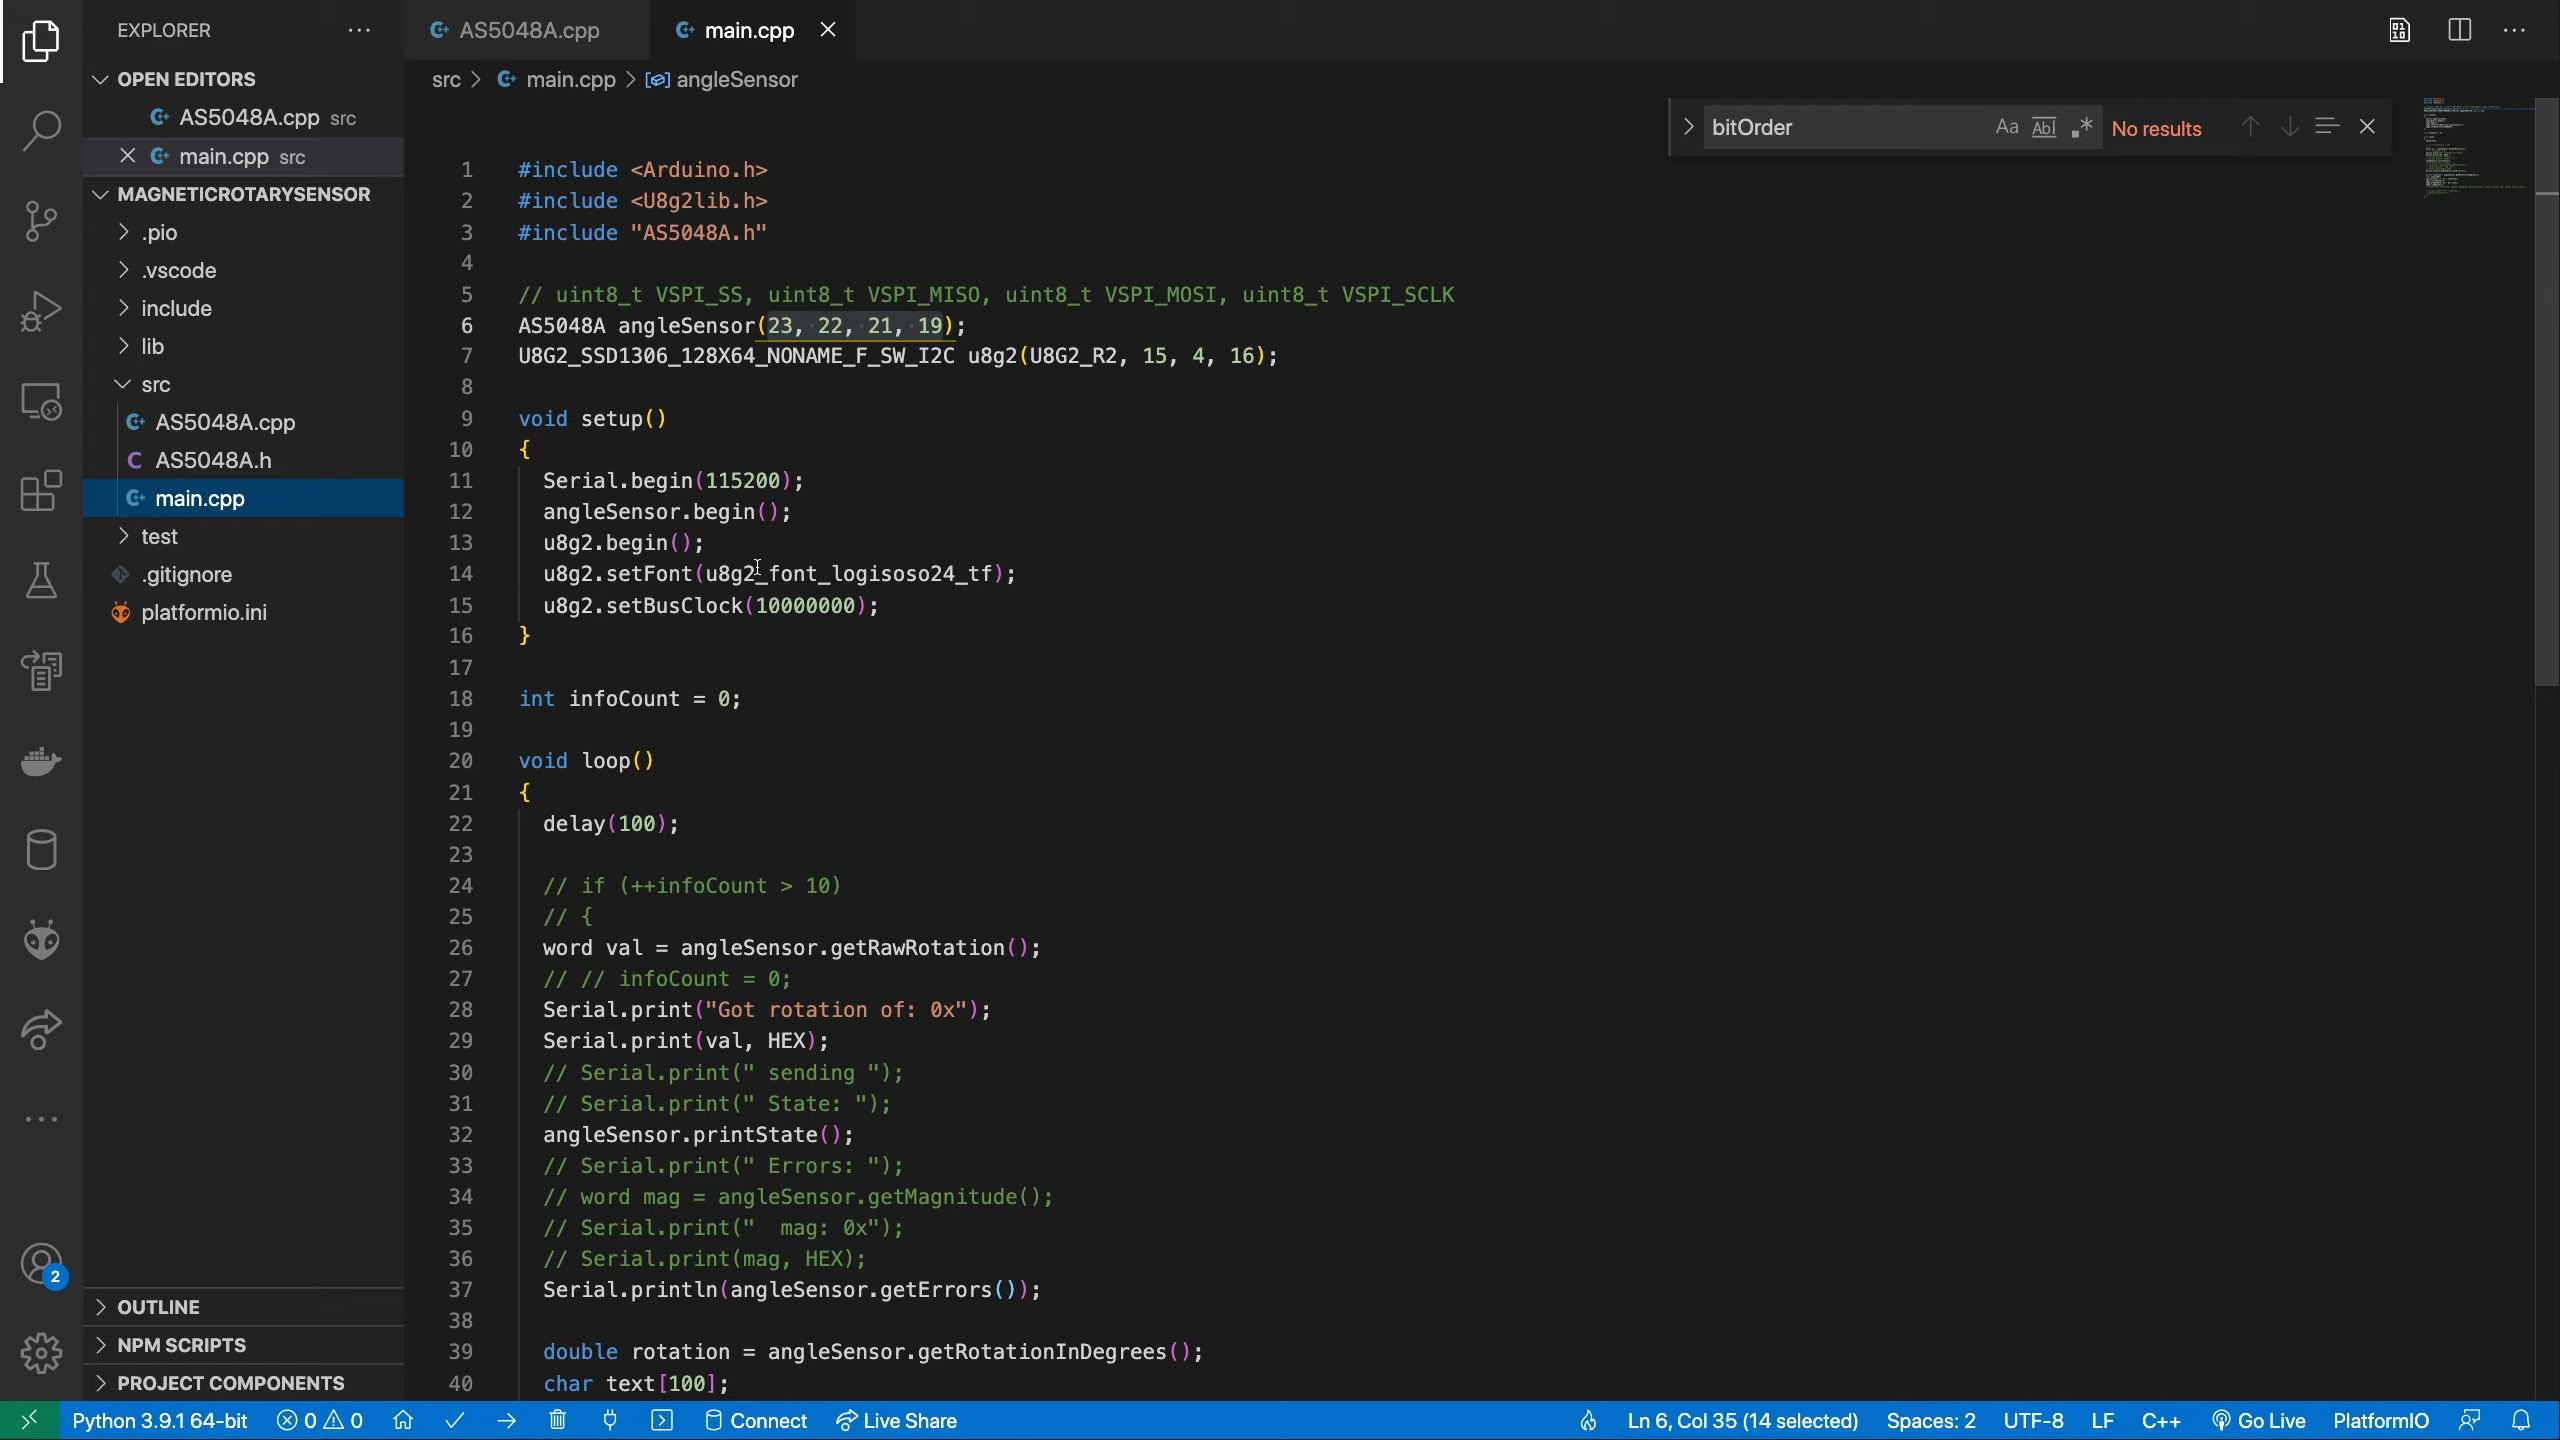 EXPLORER
OPEN EDITORS
AS5048A.cpp src
main.cpp src
MAGNETICROTARYSENSOR
.pio
.vscode
include
lib
src
AS5048A.cpp
AS5048A.h
main.cpp
test
.gitignore
platformio.ini
OUTLINE
NPM SCRIPTS
PROJECT COMPONENTS
2
AS5048A.cpp
main.cpp
src > main.cpp > angleSensor
bitOrder Aa Abl .* No results
1 #include <Arduino.h>
2 #include <U8g2lib.h>
3 #include "AS5048A.h"
4
5 // uint8_t VSPI_SS, uint8_t VSPI_MISO, uint8_t VSPI_MOSI, uint8_t VSPI_SCLK
6 AS5048A angleSensor(23, 22, 21, 19);
7 U8G2_SSD1306_128X64_NONAME_F_SW_I2C u8g2(U8G2_R2, 15, 4, 16);
8
9 void setup()
10 {
11 Serial.begin(115200);
12 angleSensor.begin();
13 u8g2.begin();
14 u8g2.setFont(u8g2_font_logisoso24_tf);
15 u8g2.setBusClock(10000000);
16 }
17
18 int infoCount = 0;
19
20 void loop()
21 {
22 delay(100);
23
24 // if (++infoCount > 10)
25 // {
26 word val = angleSensor.getRawRotation();
27 // // infoCount = 0;
28 Serial.print("Got rotation of: 0x");
29 Serial.print(val, HEX);
30 // Serial.print(" sending ");
31 // Serial.print(" State: ");
32 angleSensor.printState();
33 // Serial.print(" Errors: ");
34 // word mag = angleSensor.getMagnitude();
35 // Serial.print("  mag: 0x");
36 // Serial.print(mag, HEX);
37 Serial.println(angleSensor.getErrors());
38
39 double rotation = angleSensor.getRotationInDegrees();
40 char text[100];
Python 3.9.1 64-bit 0 0 Connect Live Share Ln 6, Col 35 (14 selected) Spaces: 2 UTF-8 LF C++ Go Live PlatformIO